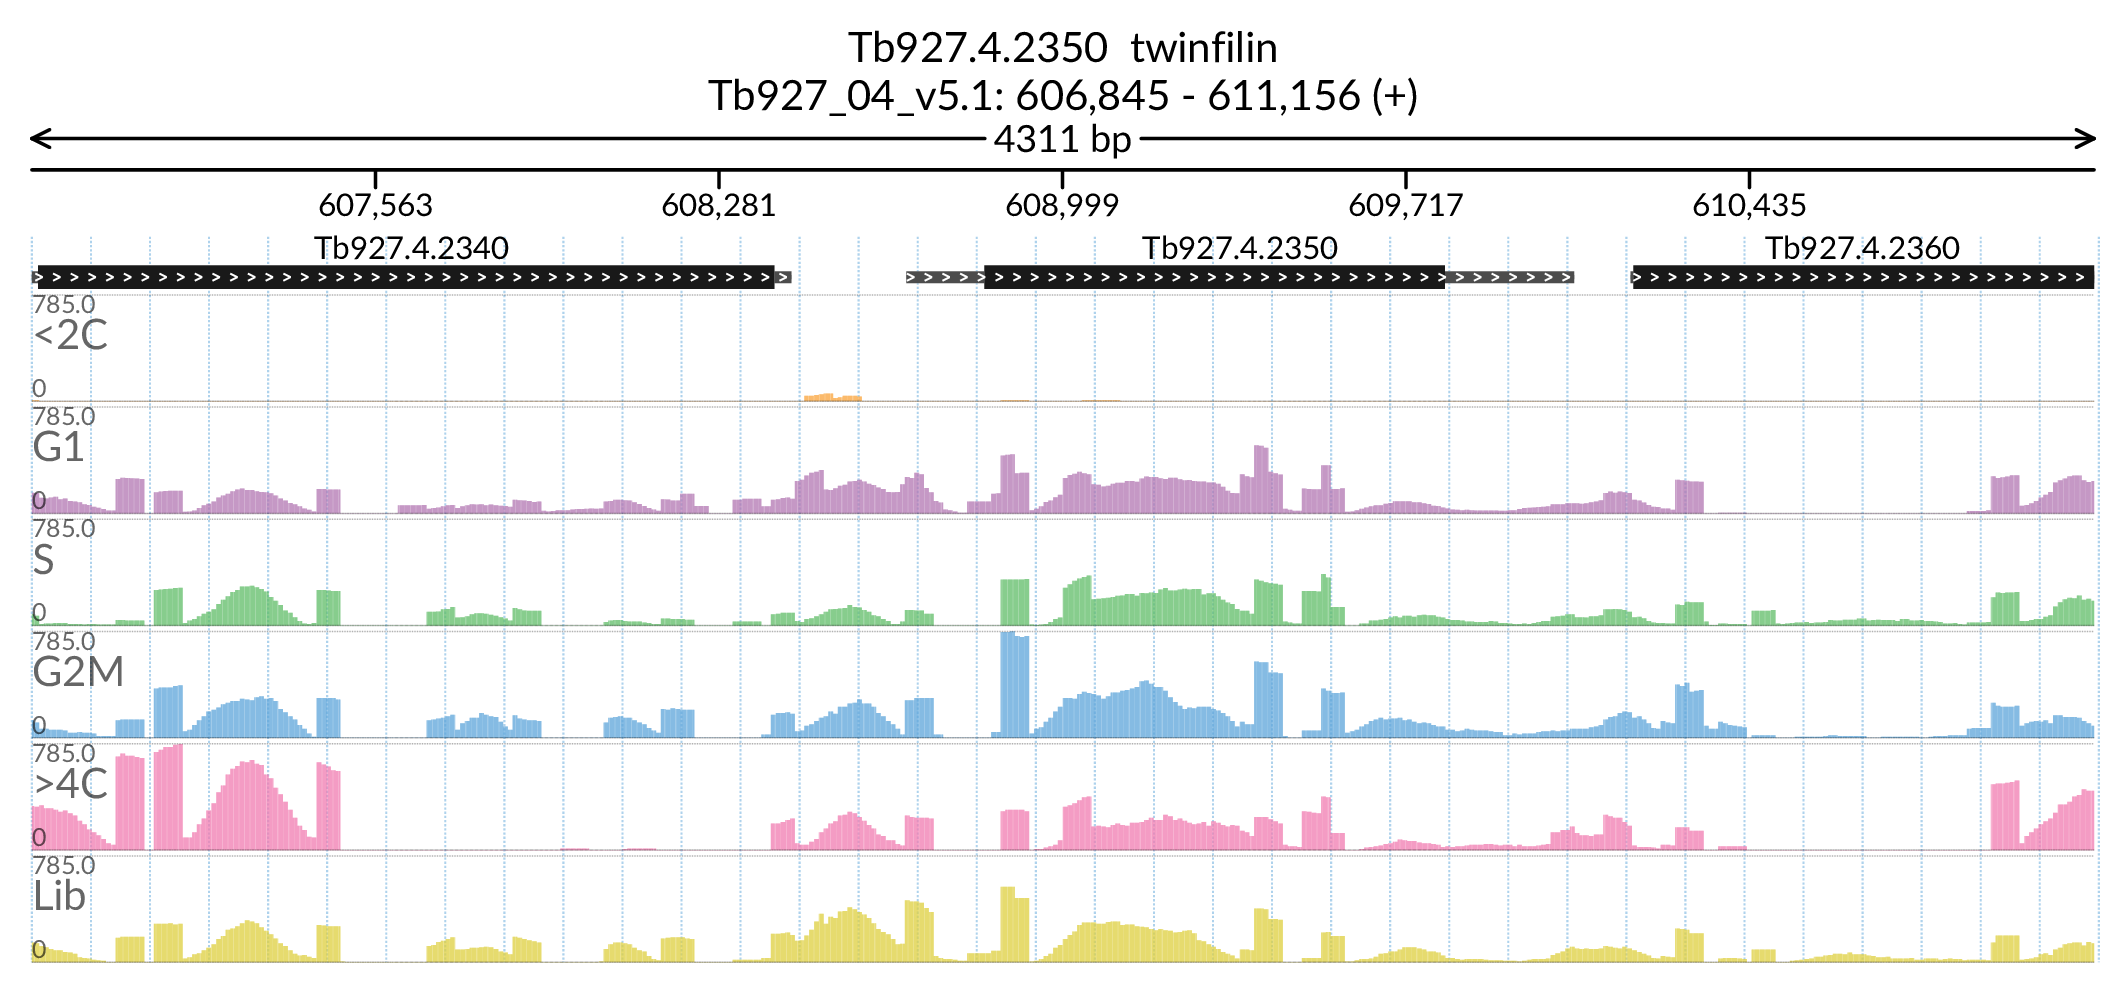 Tb927.4.2350 twinfilin
Tb927_04_v5.1: 606,845 - 611,156 (+)
4311 bp
607,563 608,281 608,999 609,717 610,435
Tb927.4.2340 Tb927.4.2350 Tb927.4.2360
785.0
<2C
0
785.0
G1
0
785.0
S
0
785.0
G2M
0
785.0
>4C
0
785.0
Lib
0